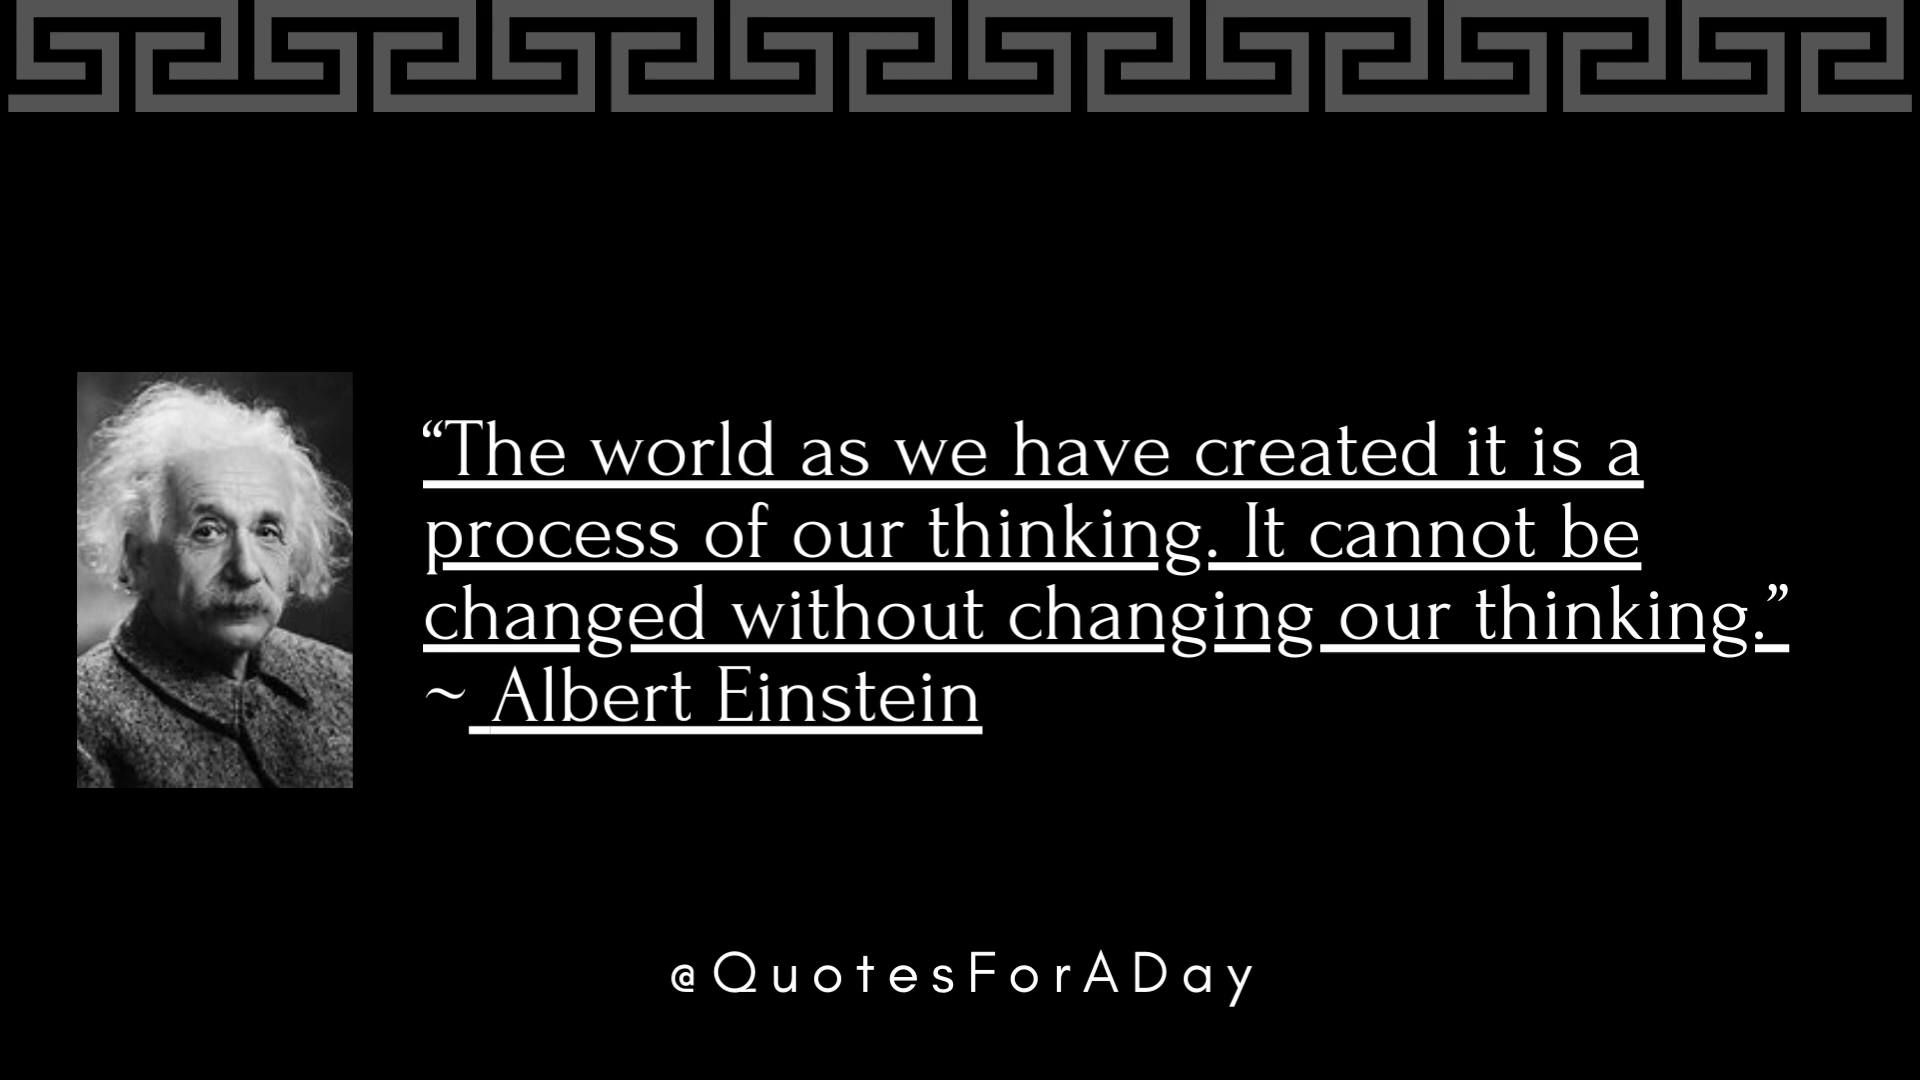 “The world as we have created it is a
process of our thinking. It cannot be
changed without changing our thinking.”
~ Albert Einstein
@QuotesForADay